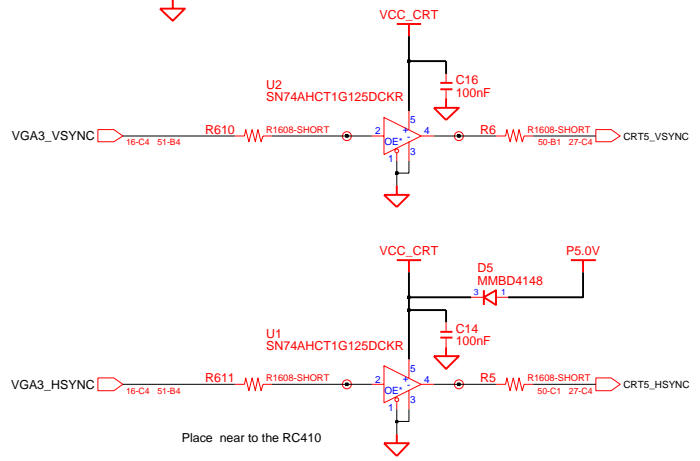 VCC_CRT
C16
100nF
U2
SN74AHCT1G125DCKR
5
VGA3_VSYNC
16-C4 51-B4
R610
R1608-SHORT
2
+
-
OE*
4
1
3
R6
R1608-SHORT
50-B1 27-C4
CRT5_VSYNC
VCC_CRT
P5.0V
D5
MMBD4148
3
1
C14
100nF
U1
SN74AHCT1G125DCKR
5
VGA3_HSYNC
16-C4 51-B4
R611
R1608-SHORT
2
+
-
OE*
4
1
3
R5
R1608-SHORT
50-C1 27-C4
CRT5_HSYNC
Place near to the RC410